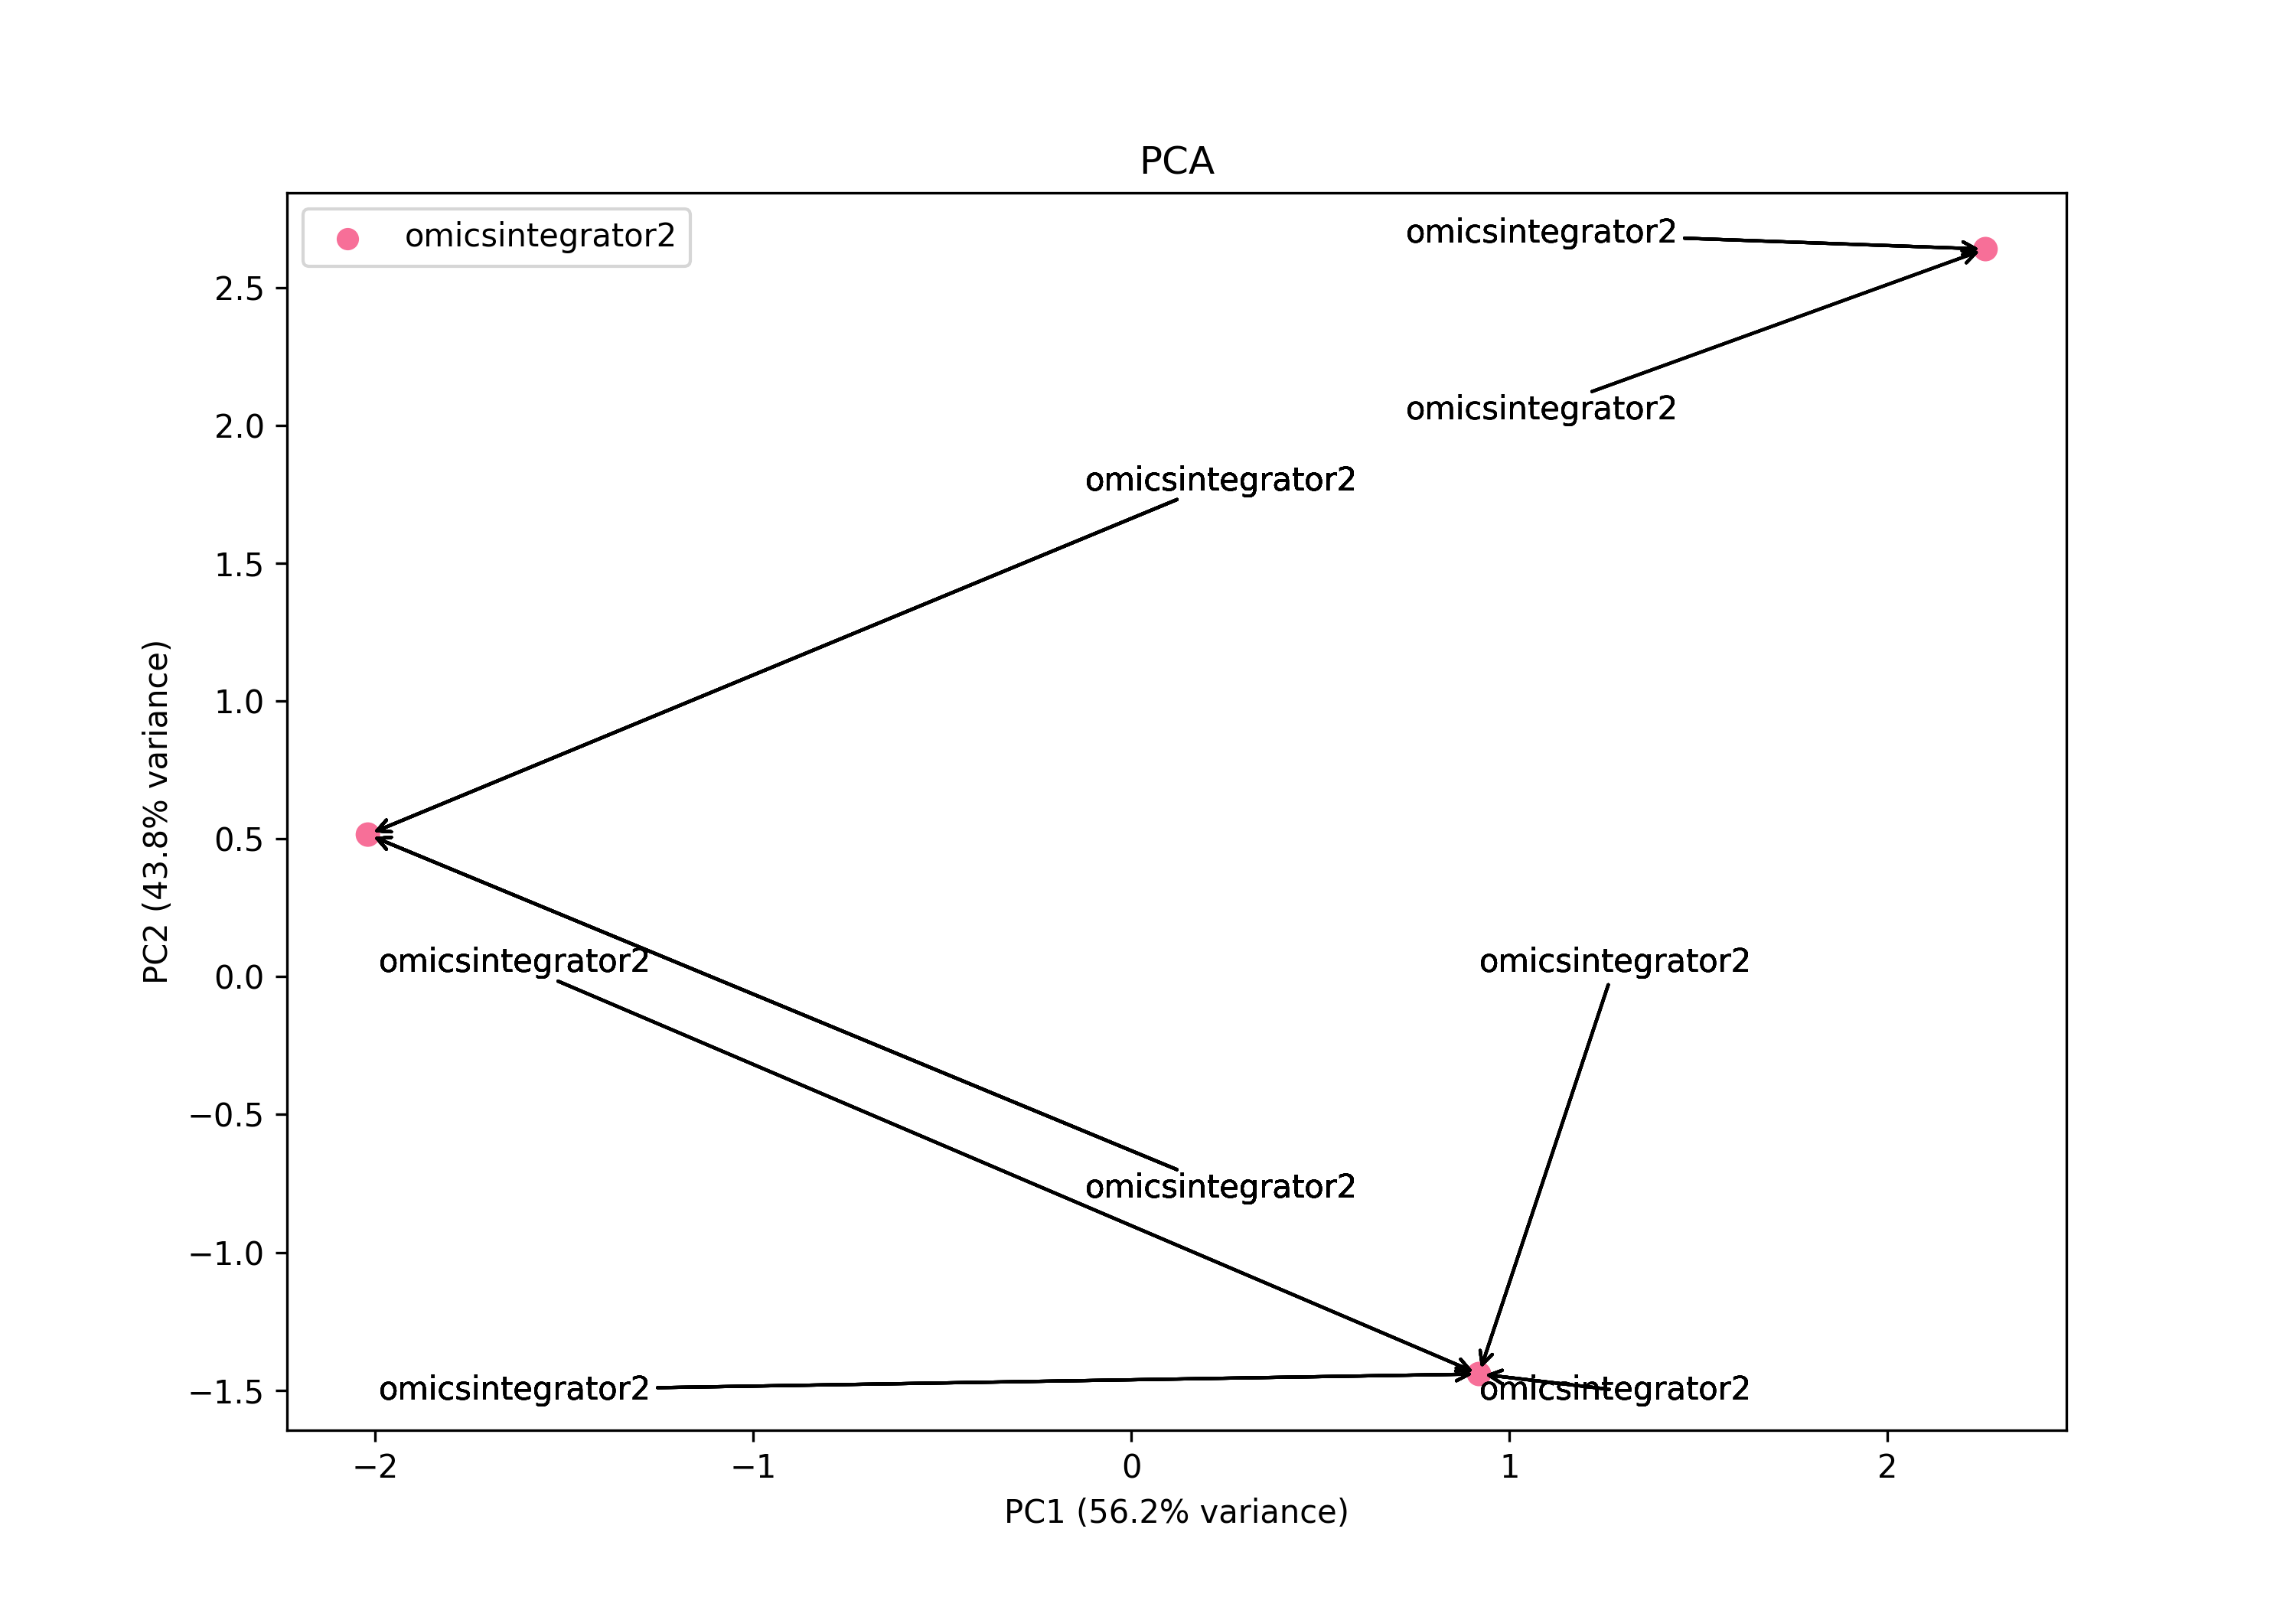 PCA
omicsintegrator2
omicsintegrator2
omicsintegrator2
omicsintegrator2
omicsintegrator2
omicsintegrator2
omicsintegrator2
omicsintegrator2
omicsintegrator2
2.5
2.0
1.5
1.0
0.5
0.0
−0.5
−1.0
−1.5
PC2 (43.8% variance)
−2 −1 0 1 2
PC1 (56.2% variance)